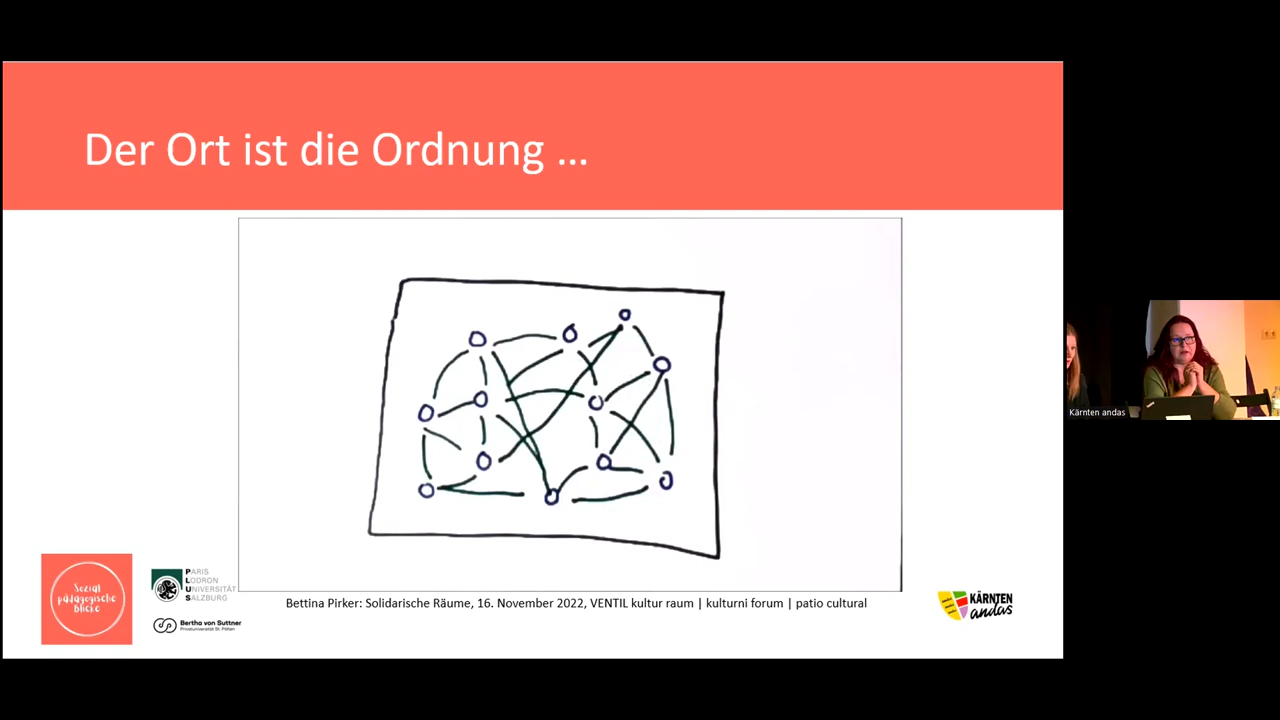 Der Ort ist die Ordnung ...
Kärnten andas
Sozial
pädagogische
Blicke
PARIS
LODRON
UNIVERSITÄT
SALZBURG
Bertha von Suttner
Privatuniversität St. Pölten
Bettina Pirker: Solidarische Räume, 16. November 2022, VENTIL kultur raum | kulturni forum | patio cultural
KÄRNTEN
andas